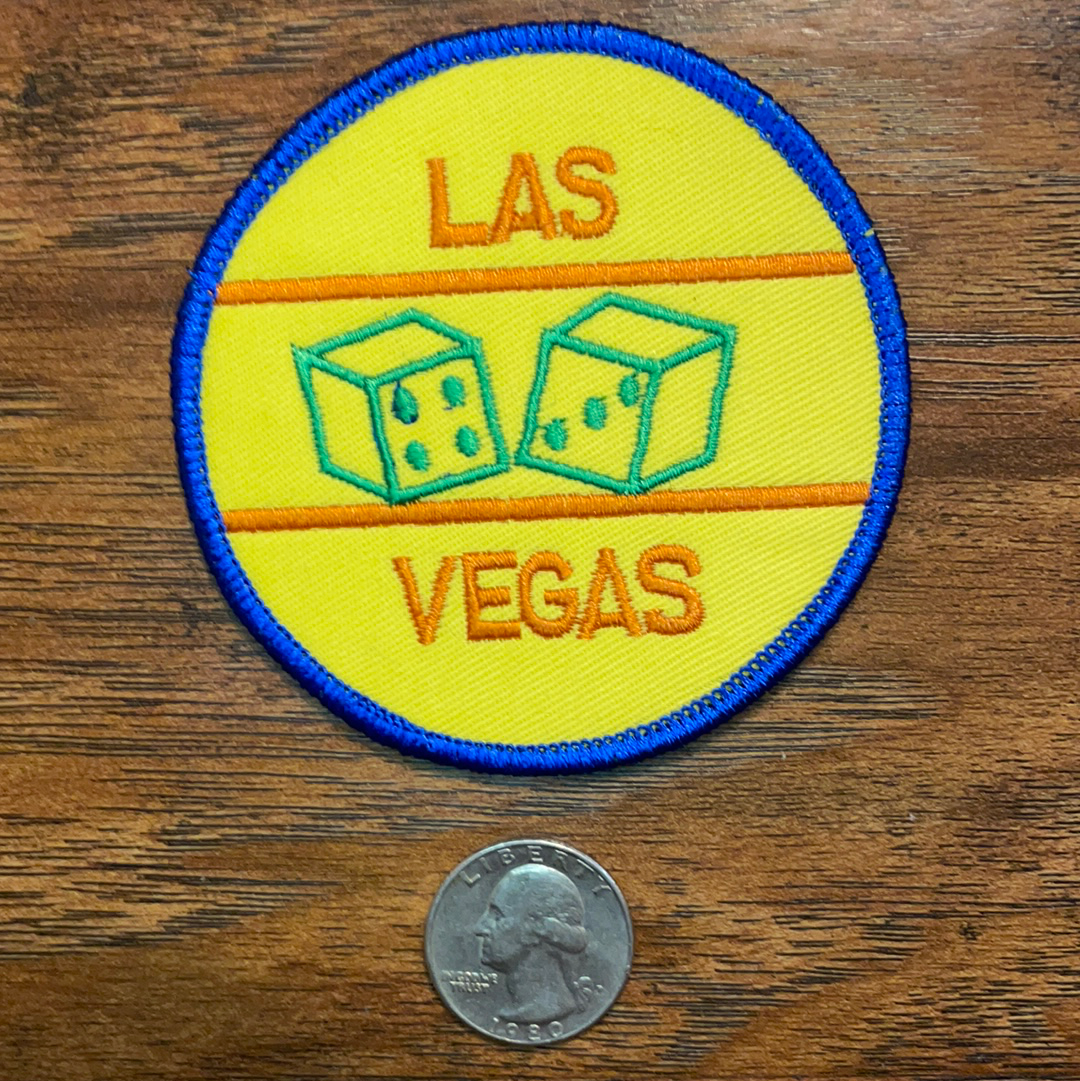 LAS
VEGAS
LIBERTY
IN GOD WE
TRUST
1980